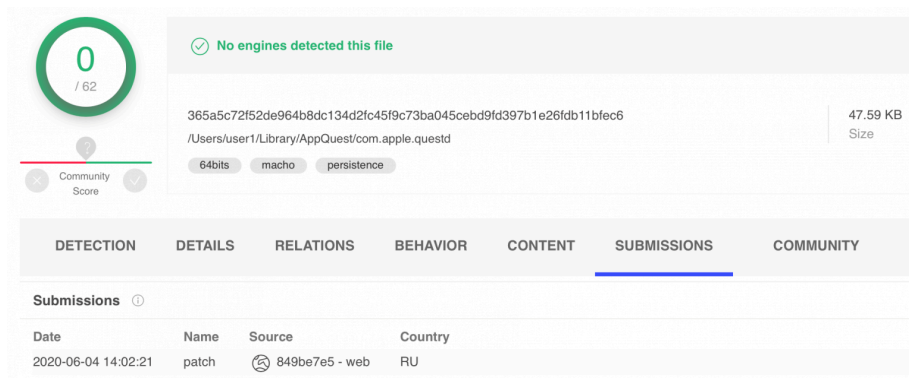 0
/ 62
?
Community
Score
No engines detected this file
365a5c72f52de964b8dc134d2fc45f9c73ba045cebd9fd397b1e26fdb11bfec6
/Users/user1/Library/AppQuest/com.apple.questd
64bits macho persistence
47.59 KB
Size
DETECTION DETAILS RELATIONS BEHAVIOR CONTENT SUBMISSIONS COMMUNITY
Submissions
Date Name Source Country
2020-06-04 14:02:21 patch 849be7e5 - web RU